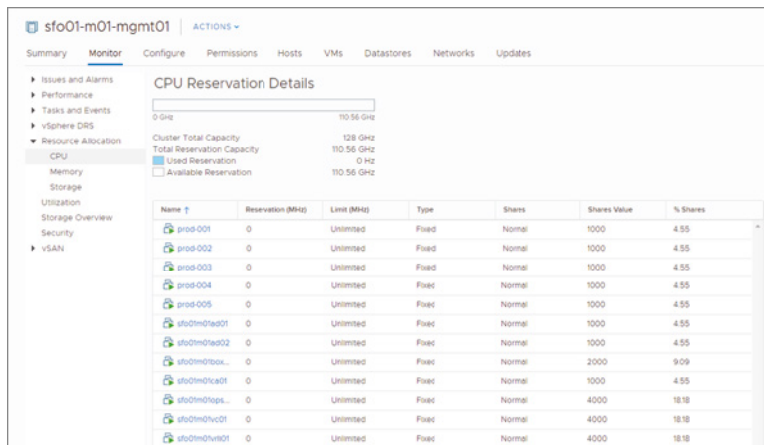 sfo01-m01-mgmt01 ACTIONS
Summary Monitor Configure Permissions Hosts VMs Datastores Networks Updates
Issues and Alarms
Performance
Tasks and Events
vSphere DRS
Resource Allocation
CPU
Memory
Storage
Utilization
Storage Overview
Security
vSAN
CPU Reservation Details
0 GHz 110.56 GHz
Cluster Total Capacity 128 GHz
Total Reservation Capacity 110.56 GHz
Used Reservation 0 Hz
Available Reservation 110.56 GHz
Name ↑ Reservation (MHz) Limit (MHz) Type Shares Shares Value % Shares
prod-001 0 Unlimited Fixed Normal 1000 4.55
prod-002 0 Unlimited Fixed Normal 1000 4.55
prod-003 0 Unlimited Fixed Normal 1000 4.55
prod-004 0 Unlimited Fixed Normal 1000 4.55
prod-005 0 Unlimited Fixed Normal 1000 4.55
sfo01m01ad01 0 Unlimited Fixed Normal 1000 4.55
sfo01m01ad02 0 Unlimited Fixed Normal 1000 4.55
sfo01m01box... 0 Unlimited Fixed Normal 2000 9.09
sfo01m01ca01 0 Unlimited Fixed Normal 1000 4.55
sfo01m01ops... 0 Unlimited Fixed Normal 4000 18.18
sfo01m01vc01 0 Unlimited Fixed Normal 4000 18.18
sfo01m01vrli01 0 Unlimited Fixed Normal 4000 18.18